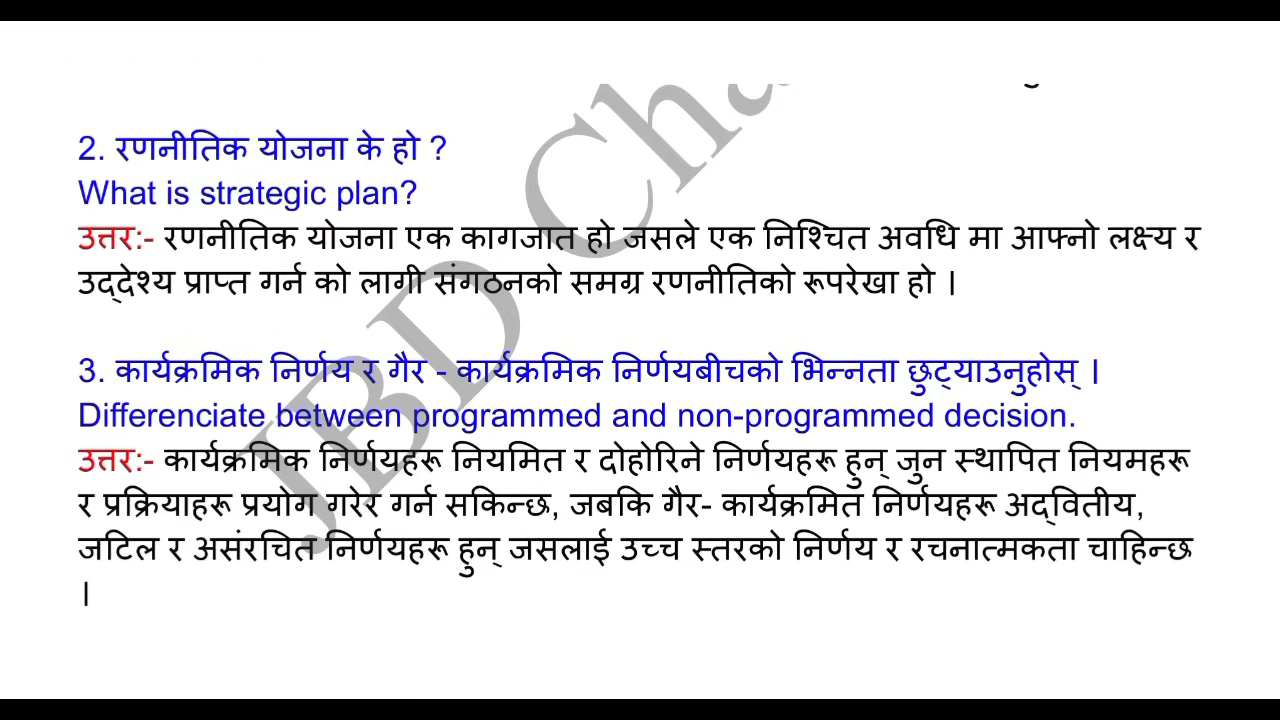 2. रणनीतिक योजना के हो ?
What is strategic plan?
उत्तर:- रणनीतिक योजना एक कागजात हो जसले एक निश्चित अवधि मा आफ्नो लक्ष्य र
उद्देश्य प्राप्त गर्न को लागी संगठनको समग्र रणनीतिको रूपरेखा हो ।
3. कार्यक्रमिक निर्णय र गैर - कार्यक्रमिक निर्णयबीचको भिन्नता छुट्याउनुहोस् ।
Differenciate between programmed and non-programmed decision.
उत्तर:- कार्यक्रमिक निर्णयहरू नियमित र दोहोरिने निर्णयहरू हुन् जुन स्थापित नियमहरू
र प्रक्रियाहरू प्रयोग गरेर गर्न सकिन्छ, जबकि गैर- कार्यक्रमित निर्णयहरू अद्वितीय,
जटिल र असंरचित निर्णयहरू हुन् जसलाई उच्च स्तरको निर्णय र रचनात्मकता चाहिन्छ
।
JBD Cha